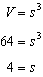 V = s³
64 = s³
4 = s